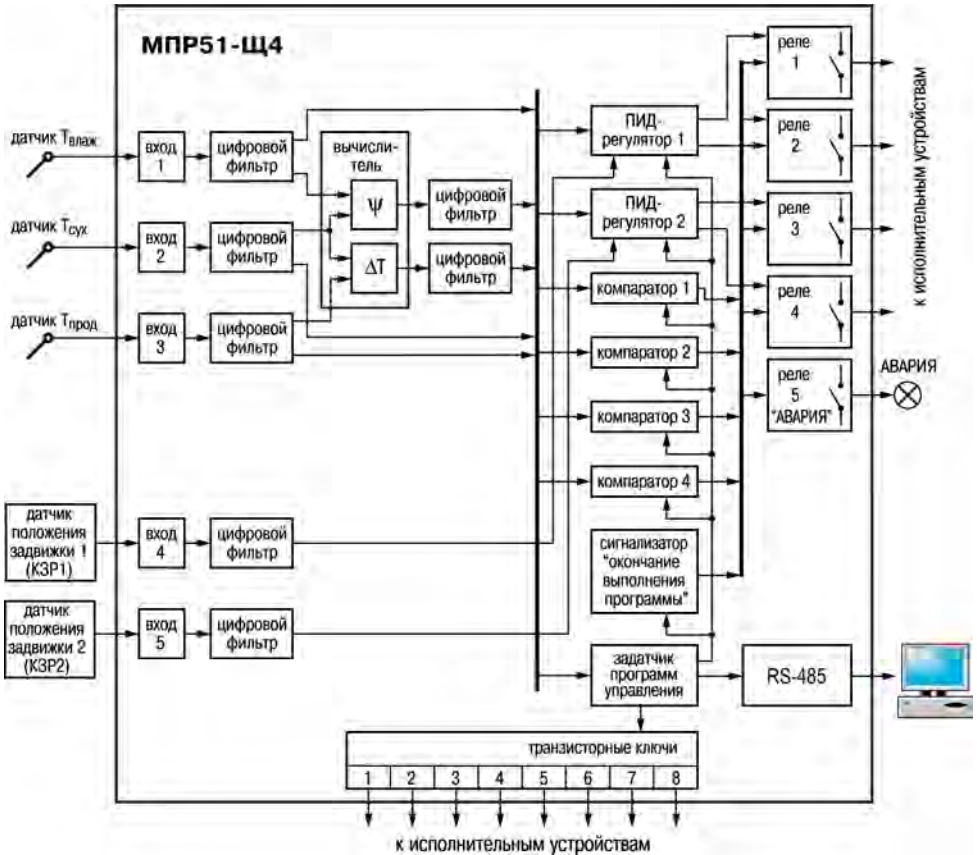 МПР51-Щ4
датчик Твлаж
вход
1
цифровой
фильтр
датчик Тсух
вход
2
цифровой
фильтр
датчик Тпрод
вход
3
цифровой
фильтр
вычисли-
тель
Ψ
ΔT
цифровой
фильтр
цифровой
фильтр
датчик
положения
задвижки 1
(КЗР1)
вход
4
цифровой
фильтр
датчик
положения
задвижки 2
(КЗР2)
вход
5
цифровой
фильтр
ПИД-
регулятор 1
ПИД-
регулятор 2
компаратор 1
компаратор 2
компаратор 3
компаратор 4
сигнализатор
"окончание
выполнения
программы"
задатчик
программ
управления
RS-485
реле
1
реле
2
реле
3
реле
4
реле
5
"АВАРИЯ"
к исполнительным устройствам
АВАРИЯ
транзисторные ключи
1 2 3 4 5 6 7 8
к исполнительным устройствам